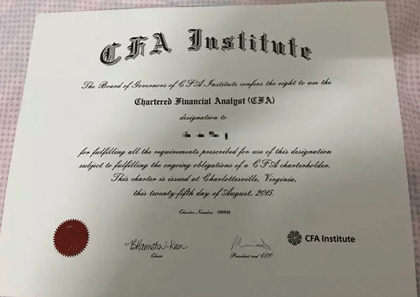 CFA Institute
The Board of Governors of CFA Institute confers the right to use the
Chartered Financial Analyst (CFA)
designation to
for fulfilling all the requirements prescribed for use of this designation
subject to fulfilling the ongoing obligations of a CFA charterholder.
This charter is issued at Charlottesville, Virginia,
this twenty-fifth day of August, 2015.
Charter Number
Chair
President and CEO
CFA Institute